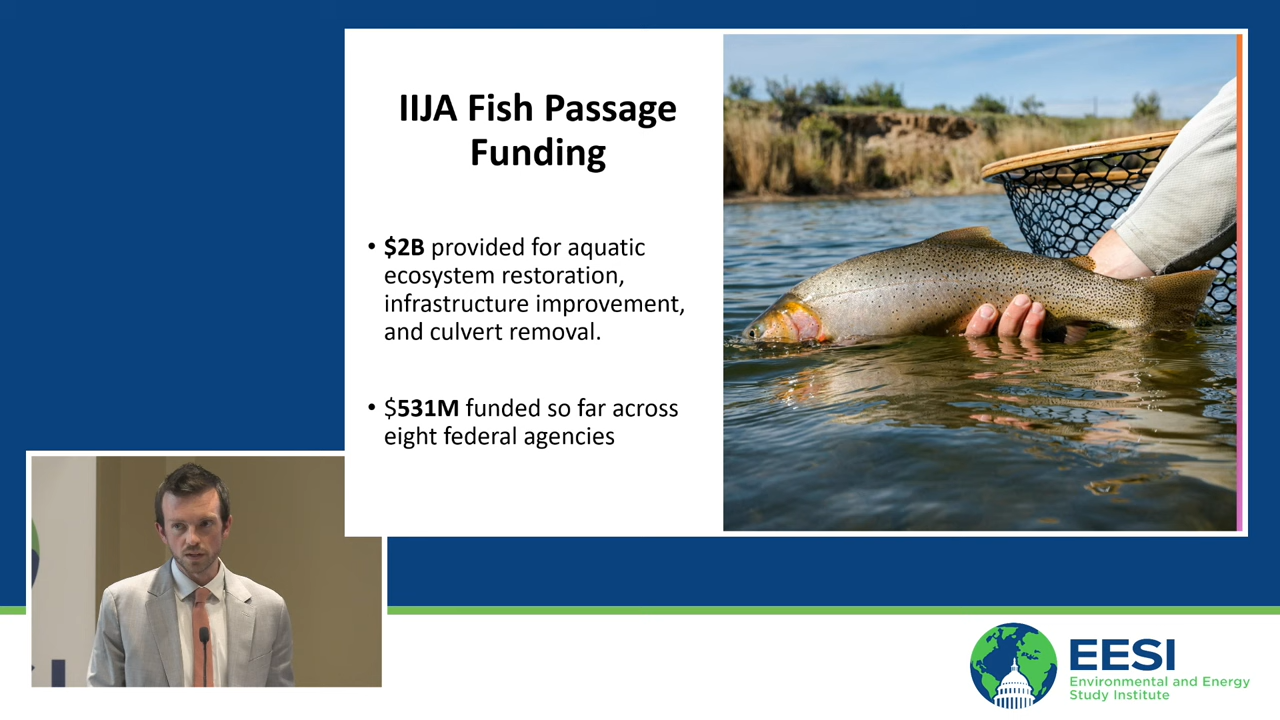 IIJA Fish Passage
Funding
• $2B provided for aquatic
ecosystem restoration,
infrastructure improvement,
and culvert removal.
• $531M funded so far across
eight federal agencies
EESI
Environmental and Energy
Study Institute